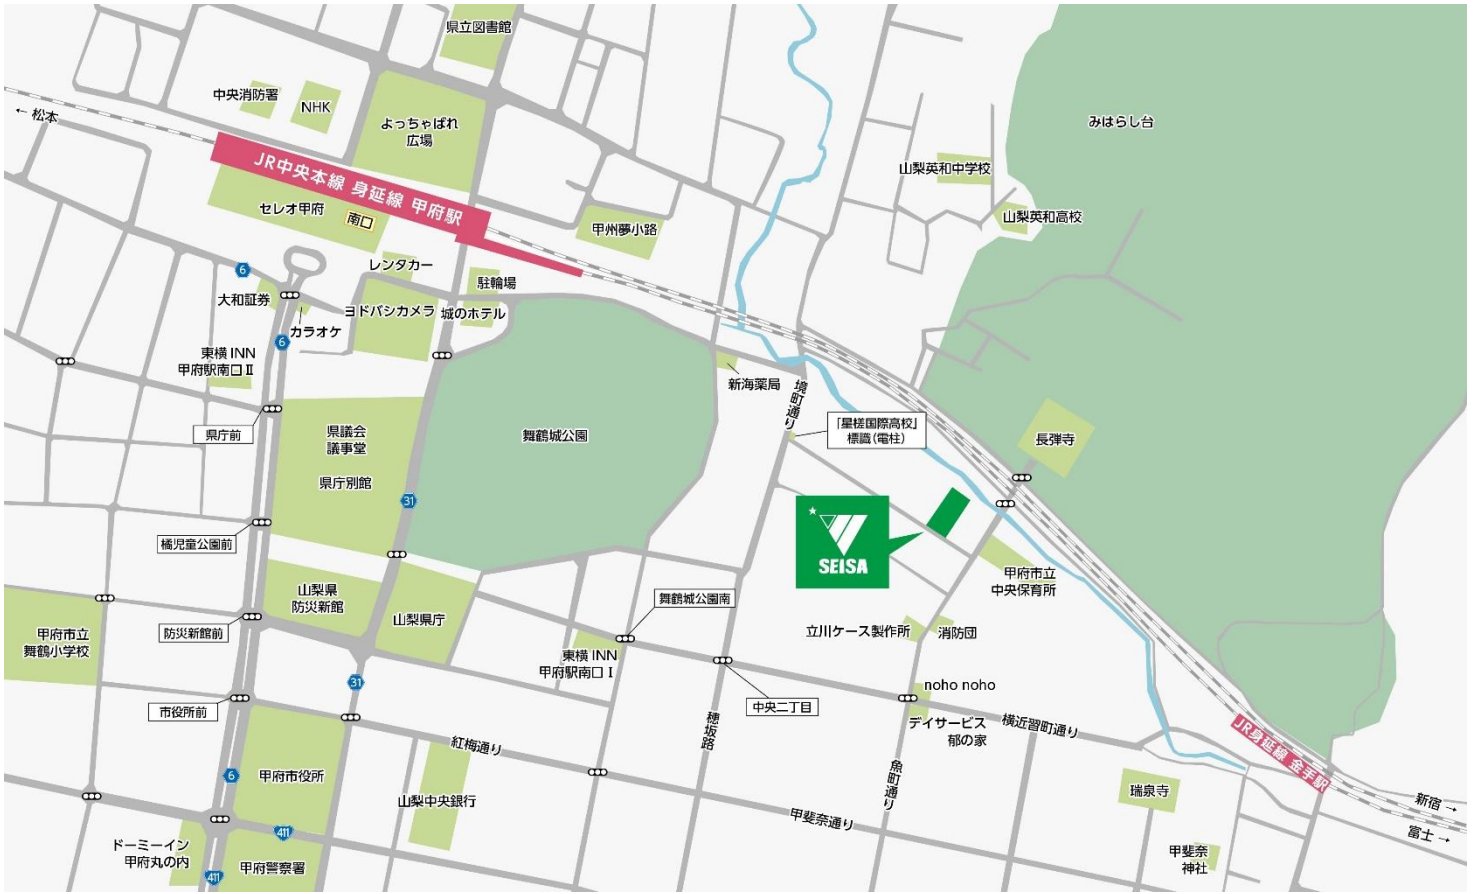 県立図書館
中央消防署
NHK
よっちゃばれ
広場
← 松本
JR中央本線 身延線 甲府駅
セレオ甲府
南口
みはらし台
山梨英和中学校
山梨英和高校
甲州夢小路
レンタカー
駐輪場
6
大和証券
カラオケ
ヨドバシカメラ
城のホテル
6
東横INN
甲府駅南口Ⅱ
新海薬局
境町通り
県庁前
県議会
議事堂
県庁別館
舞鶴城公園
「星槎国際高校」
標識(電柱)
長弾寺
31
SEISA
橘児童公園前
甲府市立
中央保育所
山梨県
防災新館
山梨県庁
舞鶴城公園南
防災新館前
甲府市立
舞鶴小学校
立川ケース製作所
消防団
東横INN
甲府駅南口Ⅰ
31
noho noho
市役所前
中央二丁目
デイサービス
郁の家
横近習町通り
穂坂路
紅梅通り
JR身延線 金手駅
6
甲府市役所
山梨中央銀行
魚町通り
瑞泉寺
新宿 →
富士 →
甲斐奈通り
411
ドーミーイン
甲府丸の内
甲府警察署
411
甲斐奈
神社